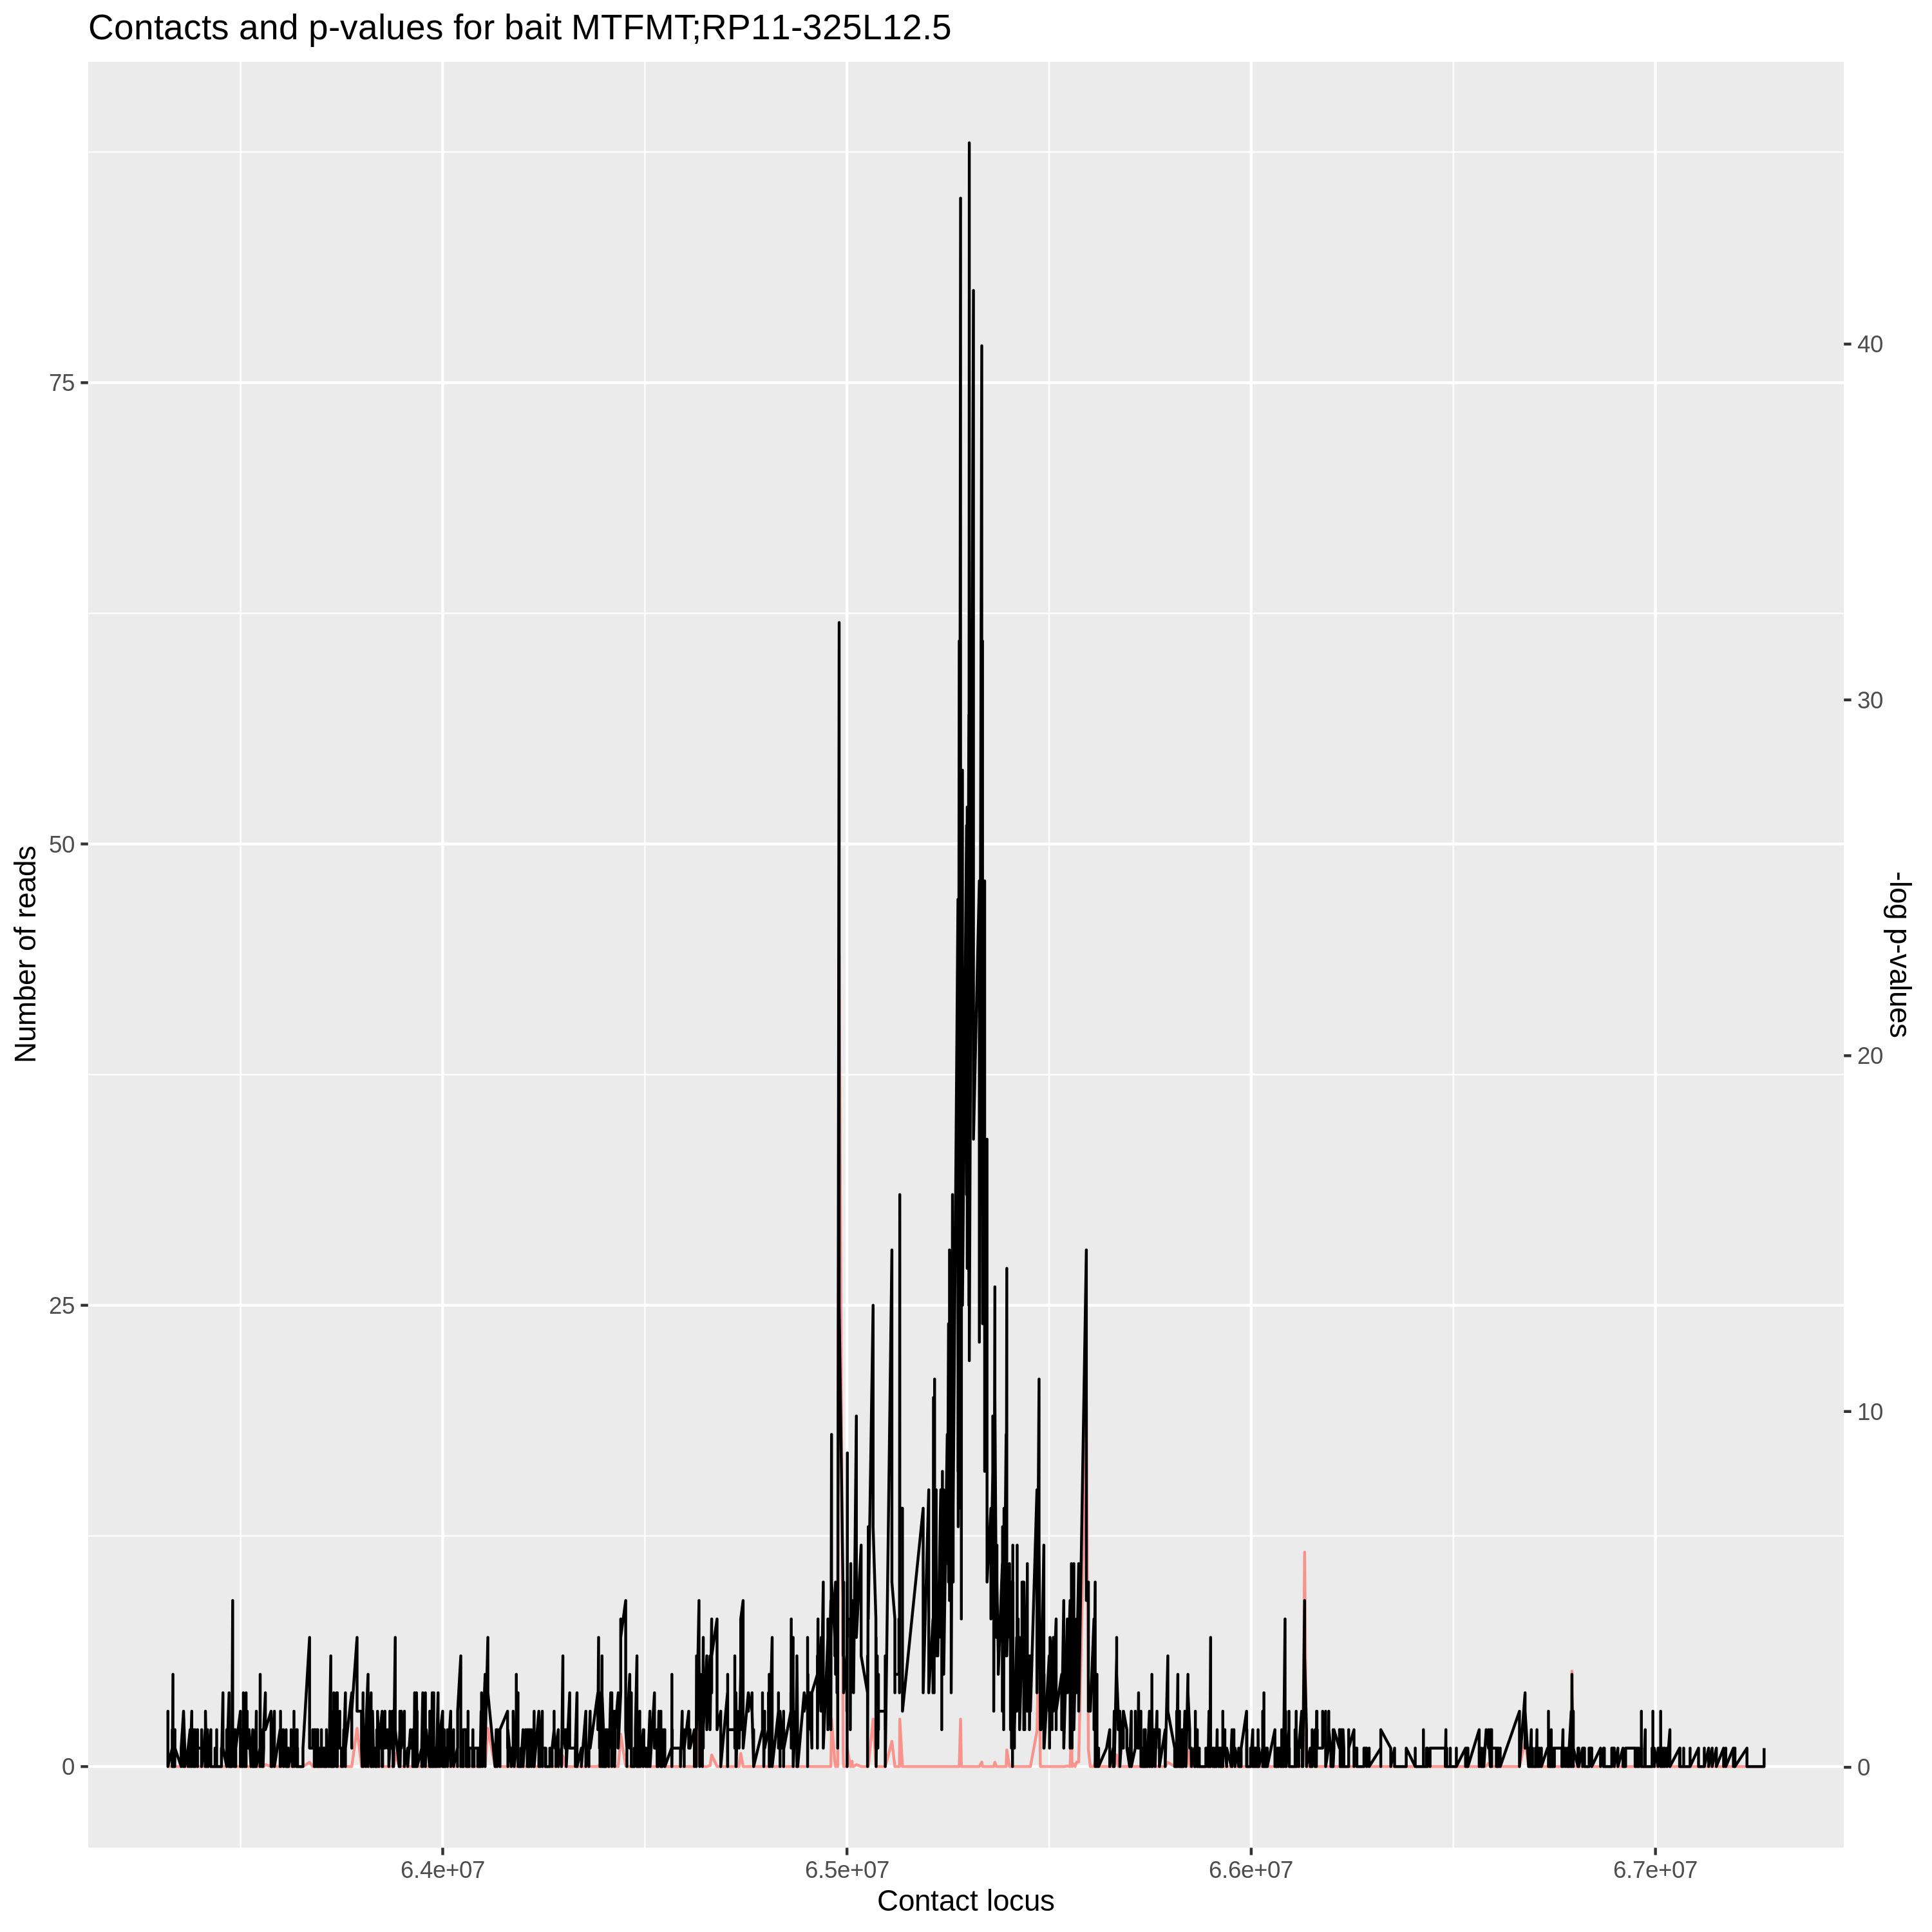 Contacts and p-values for bait MTFMT;RP11-325L12.5
75
50
25
0
Number of reads
40
30
20
10
0
-log p-values
6.4e+07
6.5e+07
6.6e+07
6.7e+07
Contact locus